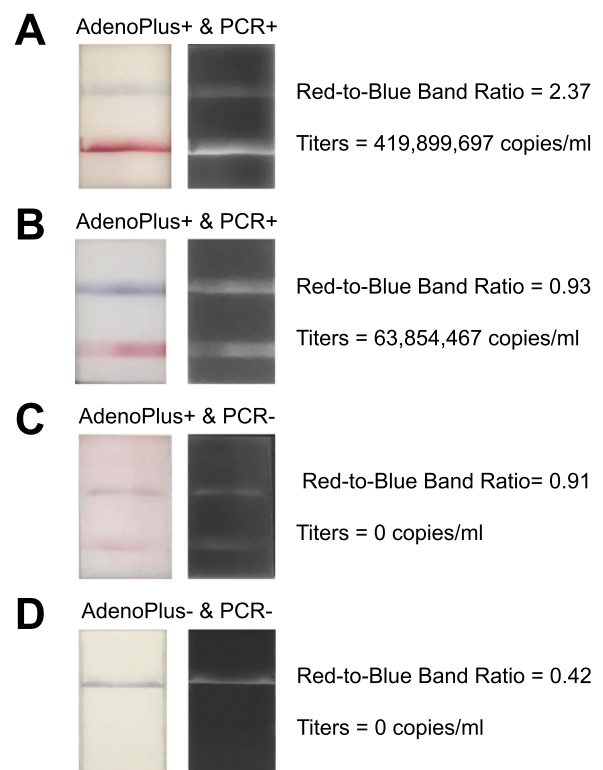 A
AdenoPlus+ & PCR+
Red-to-Blue Band Ratio = 2.37
Titers = 419,899,697 copies/ml
B
AdenoPlus+ & PCR+
Red-to-Blue Band Ratio = 0.93
Titers = 63,854,467 copies/ml
C
AdenoPlus+ & PCR-
Red-to-Blue Band Ratio= 0.91
Titers = 0 copies/ml
D
AdenoPlus- & PCR-
Red-to-Blue Band Ratio = 0.42
Titers = 0 copies/ml